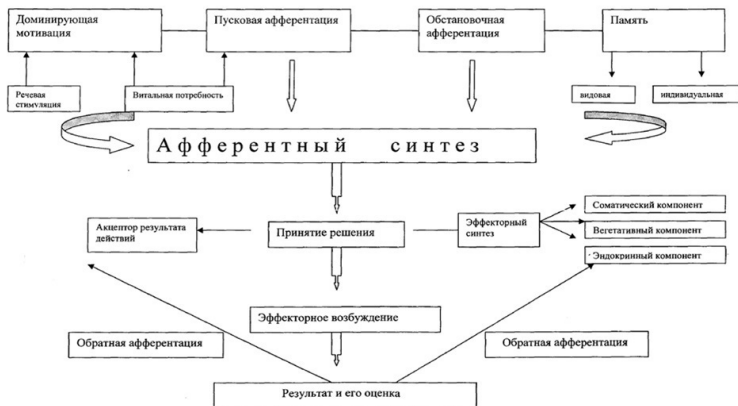 Доминирующая
мотивация
Пусковая афферентация
Обстановочная
афферентация
Память
Речевая
стимуляция
Витальная потребность
видовая
индивидуальная
Афферентный синтез
Акцептор результата
действий
Принятие решения
Эффекторный
синтез
Соматический компонент
Вегетативный компонент
Эндокринный компонент
Эффекторное возбуждение
Обратная афферентация
Обратная афферентация
Результат и его оценка